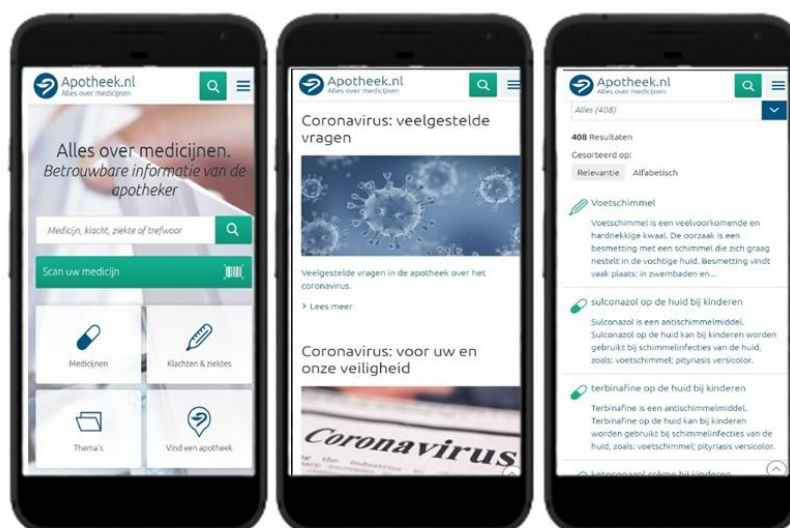 Apotheek.nl
Alles over medicijnen
Alles over medicijnen.
Betrouwbare informatie van de
apotheker
Medicijn, klacht, ziekte of trefwoor
Scan uw medicijn
Medicijnen
Klachten & ziektes
Thema's
Vind een apotheek
Apotheek.nl
Alles over medicijnen
Coronavirus: veelgestelde
vragen
Veelgestelde vragen in de apotheek over het
coronavirus.
> Lees meer
Coronavirus: voor uw en
onze veiligheid
Coronavirus
Apotheek.nl
Alles over medicijnen
Alles (408)
408 Resultaten
Gesorteerd op:
Relevantie Alfabetisch
Voetschimmel
Voetschimmel is een veelvoorkomende en
hardnekkige kwaal. De oorzaak is een
besmetting met een schimmel die zich graag
nestelt in de vochtige huid. Besmetting vindt
vaak plaats: in zwembaden en...
sulconazol op de huid bij kinderen
Sulconazol is een antischimmelmiddel.
Sulconazol op de huid kan bij kinderen worden
gebruikt bij schimmelinfecties van de huid,
zoals: voetschimmel; pityriasis versicolor.
terbinafine op de huid bij kinderen
Terbinafine is een antischimmelmiddel.
Terbinafine op de huid kan bij kinderen
worden gebruikt bij schimmelinfecties van de
huid, zoals: voetschimmel; pityriasis versicolor.
ketoconazol crème bij kinderen